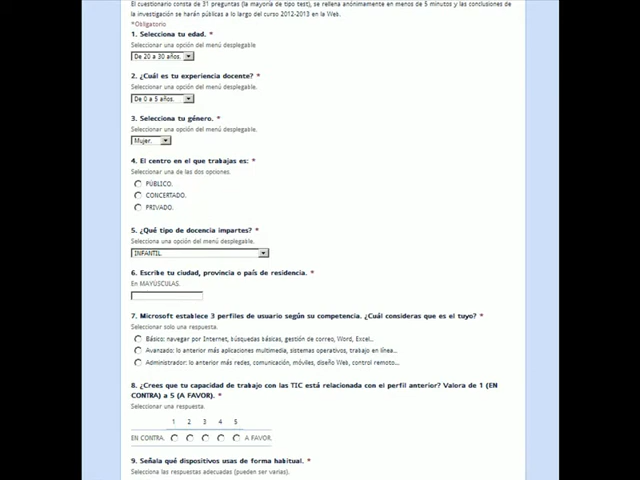 El cuestionario consta de 31 preguntas (la mayoría de tipo test), se rellena anónimamente en menos de 5 minutos y las conclusiones de
la investigación se harán públicas a lo largo del curso 2012-2013 en la Web.
*Obligatorio
1. Selecciona tu edad. *
Seleccionar una opción del menú desplegable
De 20 a 30 años.
2. ¿Cuál es tu experiencia docente? *
Seleccionar una opción del menú desplegable.
De 0 a 5 años.
3. Selecciona tu género. *
Seleccionar una opción del menú desplegable.
Mujer.
4. El centro en el que trabajas es: *
Seleccionar una de las dos opciones.
PÚBLICO.
CONCERTADO.
PRIVADO.
5. ¿Qué tipo de docencia impartes? *
Selecciona una opción del menú desplegable.
INFANTIL.
6. Escribe tu ciudad, provincia o país de residencia. *
En MAYÚSCULAS.
7. Microsoft establece 3 perfiles de usuario según su competencia. ¿Cuál consideras que es el tuyo? *
Seleccionar solo una respuesta.
Básico: navegar por Internet, búsquedas básicas, gestión de correo, Word, Excel...
Avanzado: lo anterior más aplicaciones multimedia, sistemas operativos, trabajo en línea...
Administrador: lo anterior más redes, comunicación, móviles, diseño Web, control remoto...
8. ¿Crees que tu capacidad de trabajo con las TIC está relacionada con el perfil anterior? Valora de 1 (EN
CONTRA) a 5 (A FAVOR). *
Seleccionar una respuesta.
1 2 3 4 5
EN CONTRA. A FAVOR.
9. Señala qué dispositivos usas de forma habitual. *
Selecciona las respuestas adecuadas (pueden ser varias).